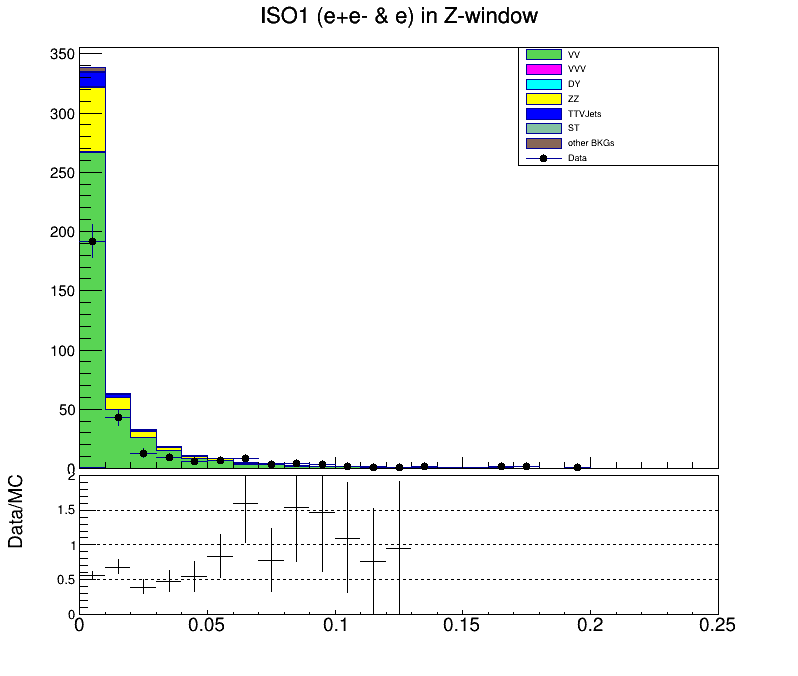 ISO1 (e+e- & e) in Z-window
350
300
250
200
150
100
50
0
VV
VVV
DY
ZZ
TTVJets
ST
other BKGs
Data
Data/MC
2
1.5
1
0.5
0
0 0.05 0.1 0.15 0.2 0.25